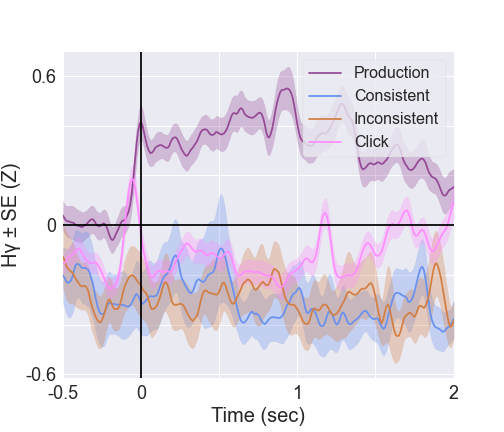 Production
Consistent
Inconsistent
Click
0.6
0
-0.6
Hγ ± SE (Z)
-0.5
0
1
2
Time (sec)